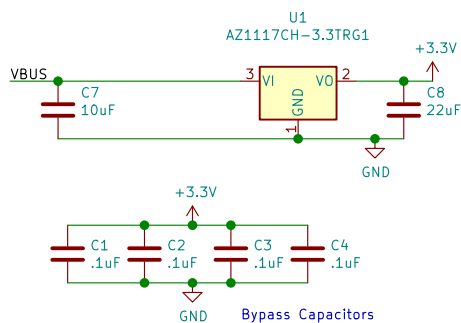 U1
AZ1117CH-3.3TRG1
+3.3V
VBUS
3 VI VO 2
GND
1
C7
10uF
C8
22uF
GND
+3.3V
C1
.1uF
C2
.1uF
C3
.1uF
C4
.1uF
GND
Bypass Capacitors